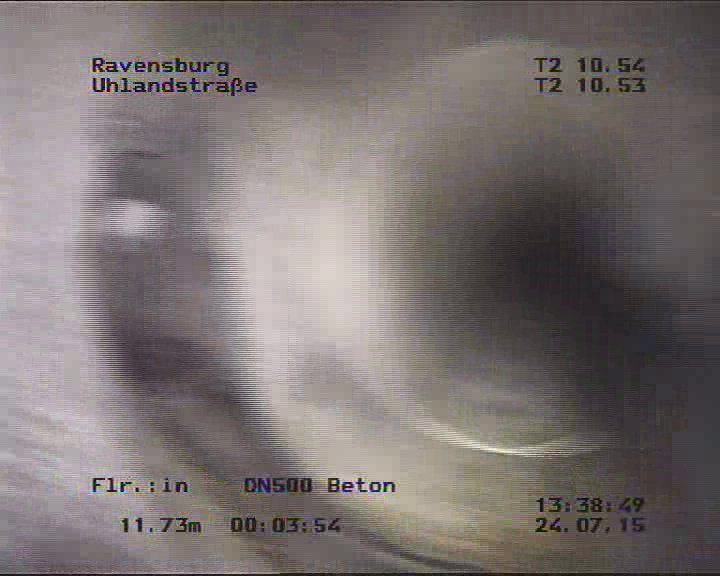 Ravensburg
Uhlandstraße
T2 10.54
T2 10.53
Flr.:in DN500 Beton
11.73m 00:03:54
13:38:49
24.07.15